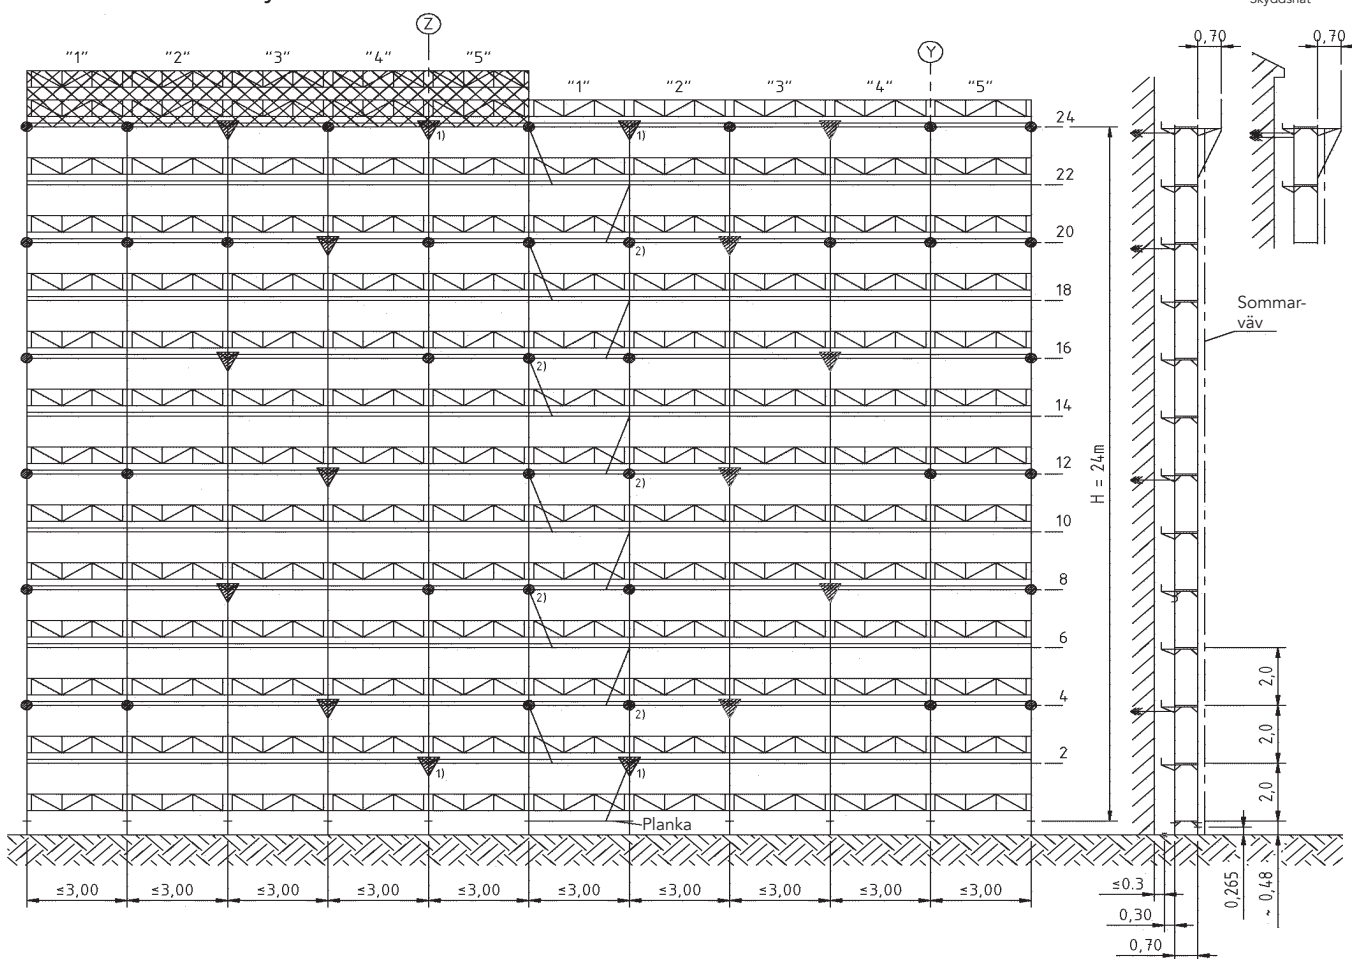 Skyddsnät
Z
"1" "2" "3" "4" "5"
Y
0,70 0,70
"1" "2" "3" "4" "5"
1) 1) 24
22
2) 20
18
Sommar-
väv
2) 16
14
2) 12
H = 24m
10
2) 8
6
2) 4
2,0
1) 1) 2
2,0
2,0
Planka
≤3,00 ≤3,00 ≤3,00 ≤3,00 ≤3,00 ≤3,00 ≤3,00 ≤3,00 ≤3,00 ≤3,00
≤0.3
0,265
~ 0,48
0,30
0,70